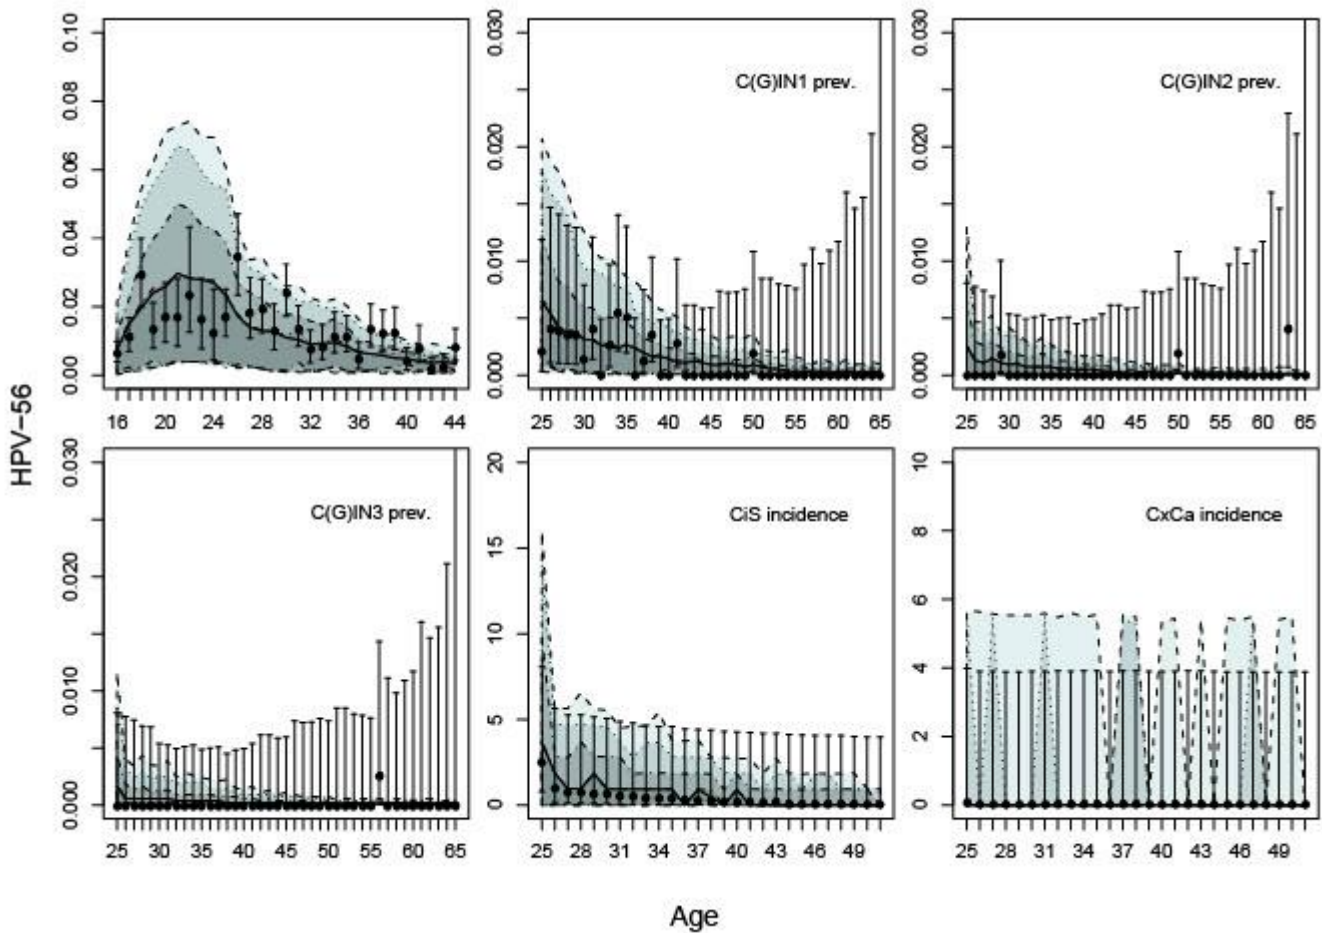 HPV−56
0.00 0.02 0.04 0.06 0.08 0.10
16 20 24 28 32 36 40 44
C(G)IN1 prev.
0.000 0.010 0.020 0.030
25 30 35 40 45 50 55 60 65
C(G)IN2 prev.
0.000 0.010 0.020 0.030
25 30 35 40 45 50 55 60 65
C(G)IN3 prev.
0.000 0.010 0.020 0.030
25 30 35 40 45 50 55 60 65
CiS incidence
0 5 10 15 20
25 28 31 34 37 40 43 46 49
CxCa incidence
0 2 4 6 8 10
25 28 31 34 37 40 43 46 49
Age